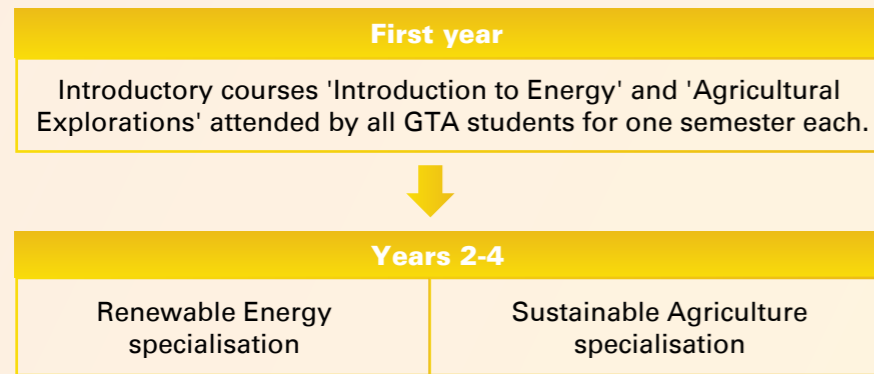 First year
Introductory courses 'Introduction to Energy' and 'Agricultural
Explorations' attended by all GTA students for one semester each.
Years 2-4
Renewable Energy
specialisation
Sustainable Agriculture
specialisation